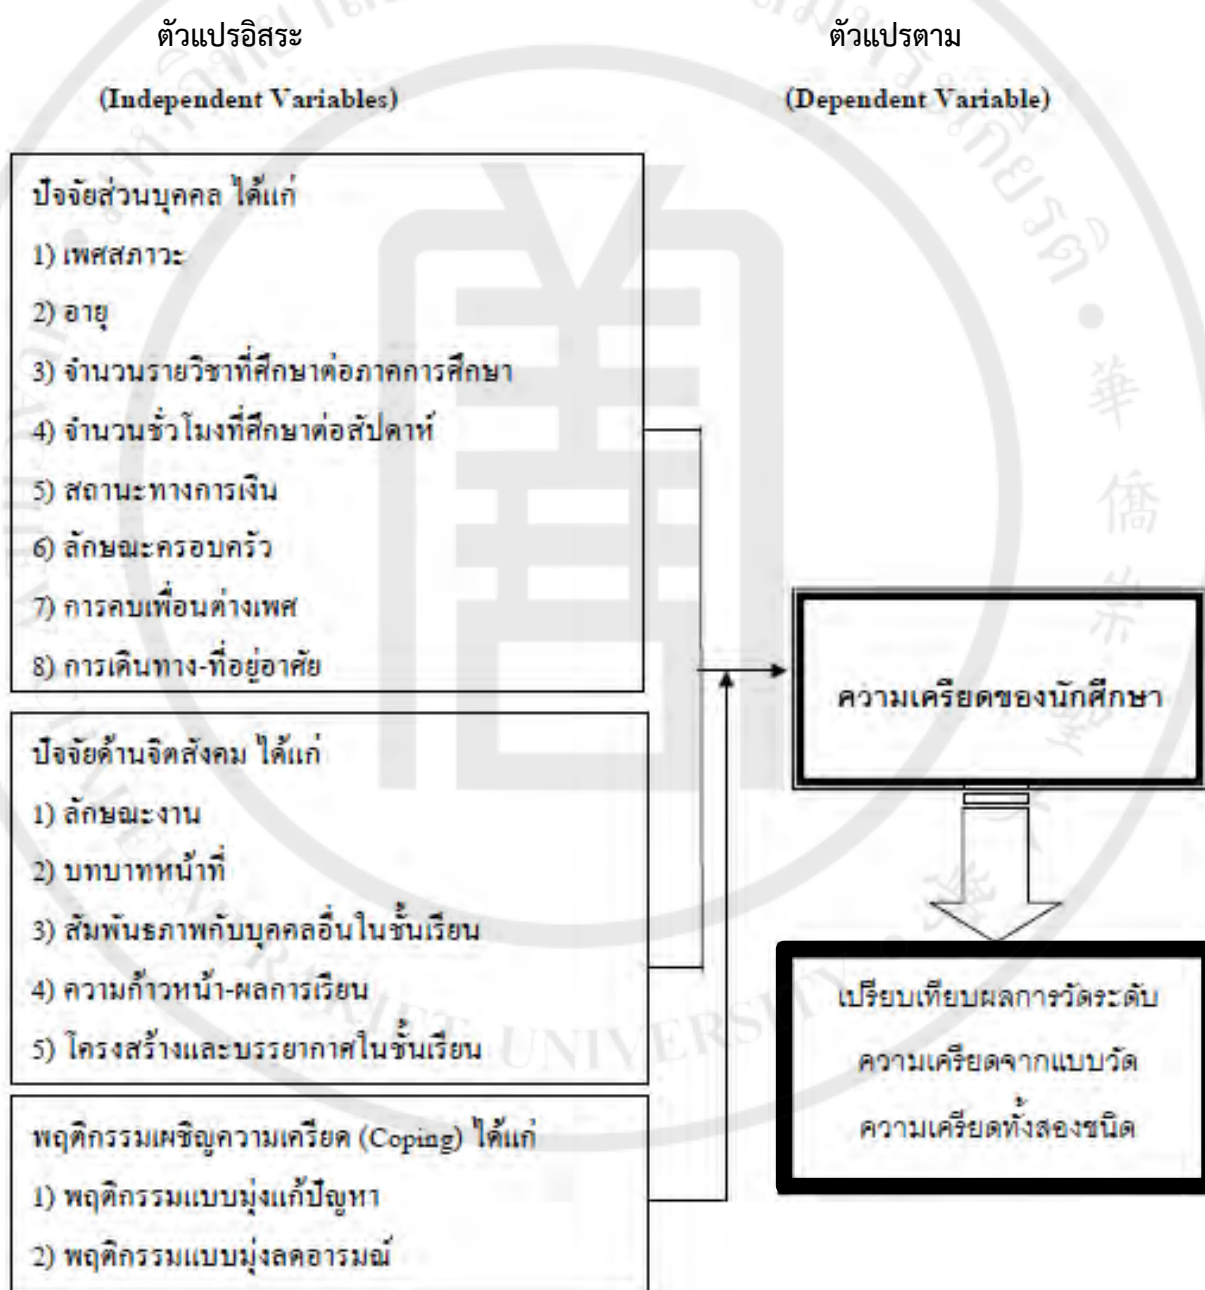 ตัวแปรอิสระ
(Independent Variables)
ปัจจัยส่วนบุคคล ได้แก่
1) เพศสภาวะ
2) อายุ
3) จำนวนรายวิชาที่ศึกษาต่อภาคการศึกษา
4) จำนวนชั่วโมงที่ศึกษาต่อสัปดาห์
5) สถานะทางการเงิน
6) ลักษณะครอบครัว
7) การคบเพื่อนต่างเพศ
8) การเดินทาง-ที่อยู่อาศัย
ปัจจัยด้านจิตสังคม ได้แก่
1) ลักษณะงาน
2) บทบาทหน้าที่
3) สัมพันธภาพกับบุคคลอื่นในชั้นเรียน
4) ความก้าวหน้า-ผลการเรียน
5) โครงสร้างและบรรยากาศในชั้นเรียน
พฤติกรรมเผชิญความเครียด (Coping) ได้แก่
1) พฤติกรรมแบบมุ่งแก้ปัญหา
2) พฤติกรรมแบบมุ่งลดอารมณ์
ตัวแปรตาม
(Dependent Variable)
ความเครียดของนักศึกษา
เปรียบเทียบผลการวัดระดับ
ความเครียดจากแบบวัด
ความเครียดทั้งสองชนิด
UNIVERSITY
華
僑
崇
聖